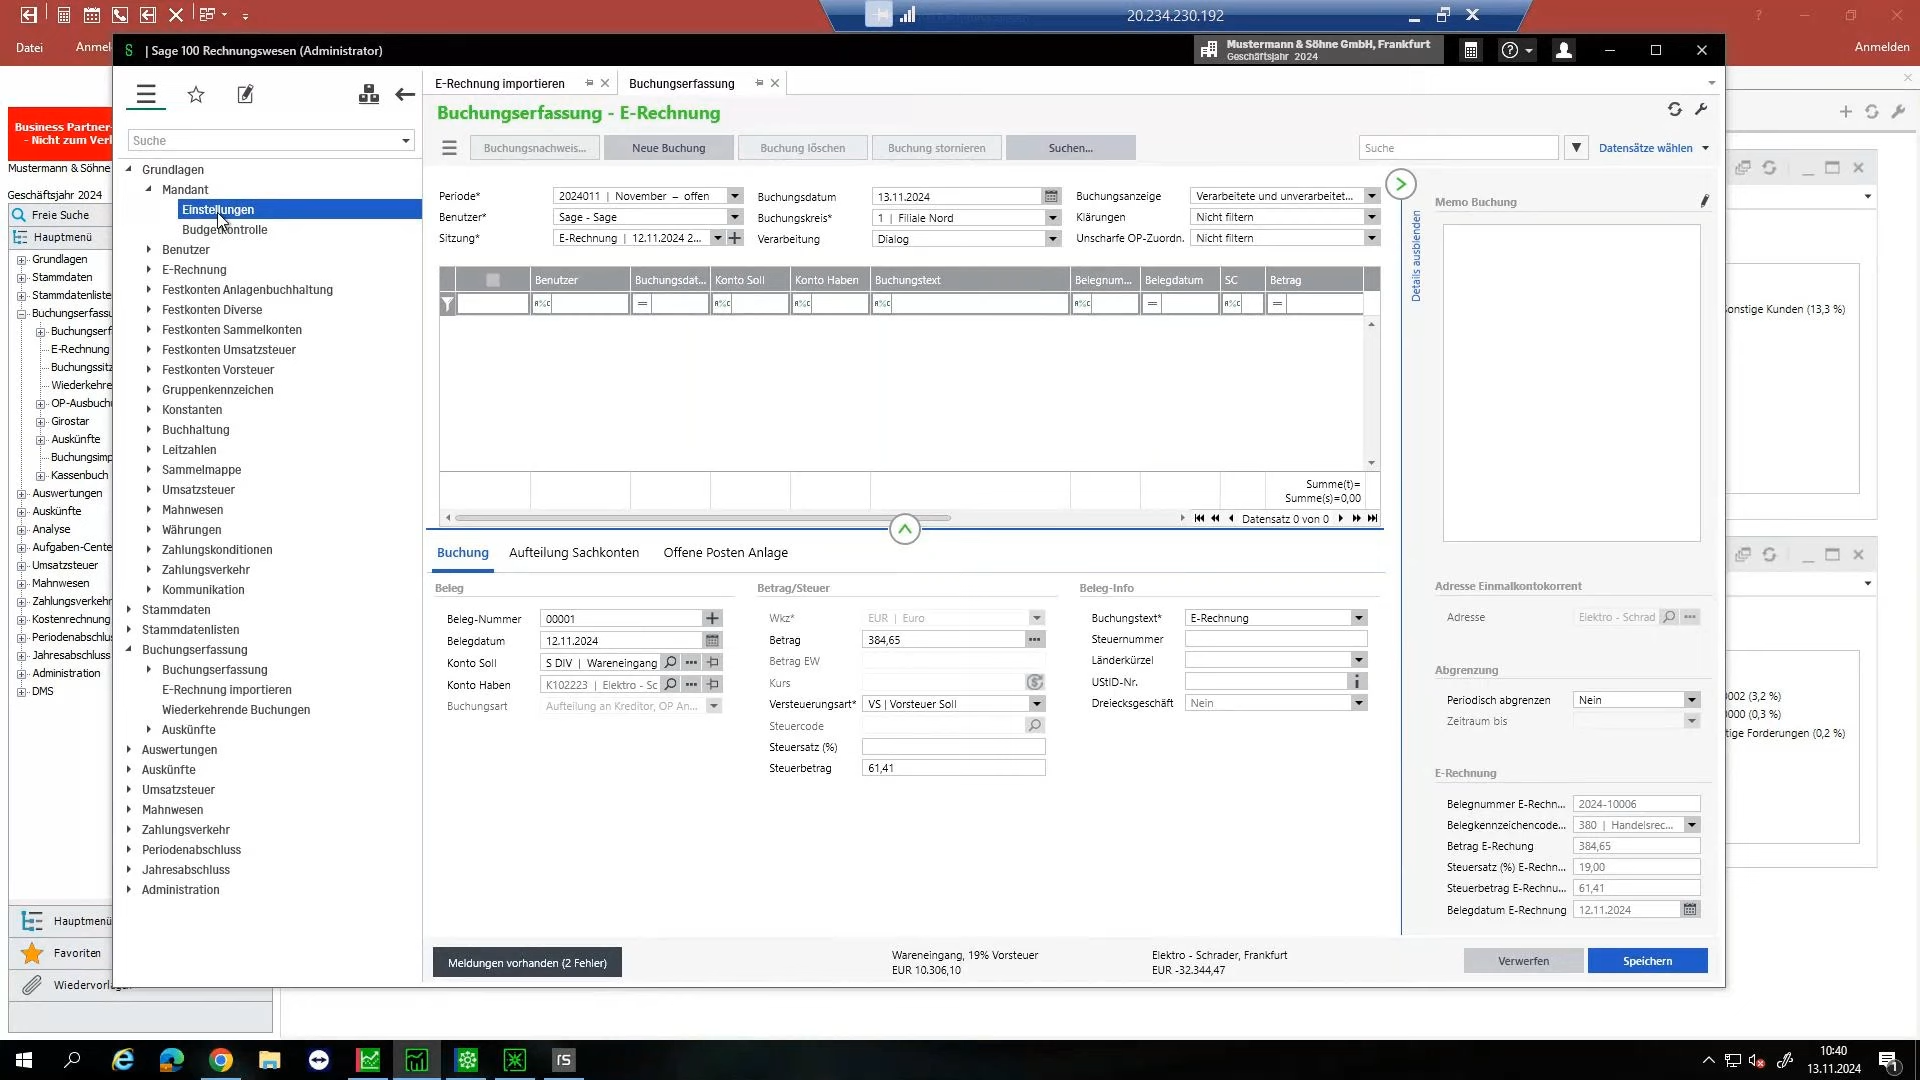 20.234.230.192
Datei
Anmel
Anmelden
| Sage 100 Rechnungswesen (Administrator)
Mustermann & Söhne GmbH, Frankfurt
Geschäftsjahr 2024
Business Partner-
- Nicht zum Verl
Mustermann & Söhne
Geschäftsjahr 2024
Freie Suche
Hauptmenü
Grundlagen
Stammdaten
Stammdatenliste
Buchungserfassu
Buchungserf
E-Rechnung
Buchungssitz
Wiederkehre
OP-Ausbuchu
Girostar
Auskünfte
Buchungsimp
Kassenbuch
Auswertungen
Auskünfte
Analyse
Aufgaben-Cente
Umsatzsteuer
Mahnwesen
Zahlungsverkehr
Kostenrechnung
Periodenabschlus
Jahresabschluss
Administration
DMS
Hauptmenü
Favoriten
Wiedervorlagen
Suche
Grundlagen
Mandant
Einstellungen
Budgetkontrolle
Benutzer
E-Rechnung
Festkonten Anlagenbuchhaltung
Festkonten Diverse
Festkonten Sammelkonten
Festkonten Umsatzsteuer
Festkonten Vorsteuer
Gruppenkennzeichen
Konstanten
Buchhaltung
Leitzahlen
Sammelmappe
Umsatzsteuer
Mahnwesen
Währungen
Zahlungskonditionen
Zahlungsverkehr
Kommunikation
Stammdaten
Stammdatenlisten
Buchungserfassung
Buchungserfassung
E-Rechnung importieren
Wiederkehrende Buchungen
Auskünfte
Auswertungen
Auskünfte
Umsatzsteuer
Mahnwesen
Zahlungsverkehr
Periodenabschluss
Jahresabschluss
Administration
E-Rechnung importieren
Buchungserfassung
Buchungserfassung - E-Rechnung
Buchungsnachweis...
Neue Buchung
Buchung löschen
Buchung stornieren
Suchen...
Suche
Datensätze wählen
Periode* 2024011 | November – offen
Buchungsdatum 13.11.2024
Buchungsanzeige Verarbeitete und unverarbeitet...
Benutzer* Sage - Sage
Buchungskreis* 1 | Filiale Nord
Klärungen Nicht filtern
Sitzung* E-Rechnung | 12.11.2024 2...
Verarbeitung Dialog
Unscharfe OP-Zuordn. Nicht filtern
Benutzer Buchungsdat... Konto Soll Konto Haben Buchungstext Belegnum... Belegdatum SC Betrag
Summe(t)=
Summe(s)=0,00
Datensatz 0 von 0
Details ausblenden
Buchung Aufteilung Sachkonten Offene Posten Anlage
Beleg
Beleg-Nummer 00001
Belegdatum 12.11.2024
Konto Soll S DIV | Wareneingang
Konto Haben K102223 | Elektro - Sc
Buchungsart Aufteilung an Kreditor, OP An...
Betrag/Steuer
Wkz* EUR | Euro
Betrag 384,65
Betrag EW
Kurs
Versteuerungsart* VS | Vorsteuer Soll
Steuercode
Steuersatz (%)
Steuerbetrag 61,41
Beleg-Info
Buchungstext* E-Rechnung
Steuernummer
Länderkürzel
UStID-Nr.
Dreiecksgeschäft Nein
Memo Buchung
Adresse Einmalkontokorrent
Adresse Elektro - Schrad
Abgrenzung
Periodisch abgrenzen Nein
Zeitraum bis
E-Rechnung
Belegnummer E-Rechn... 2024-10006
Belegkennzeichencode... 380 | Handelsrec...
Betrag E-Rechung 384,65
Steuersatz (%) E-Rechn... 19,00
Steuerbetrag E-Rechnu... 61,41
Belegdatum E-Rechnung 12.11.2024
Meldungen vorhanden (2 Fehler)
Wareneingang, 19% Vorsteuer
EUR 10.306,10
Elektro - Schrader, Frankfurt
EUR -32.344,47
Verwerfen
Speichern
onstige Kunden (13,3 %)
0002 (3,2 %)
0000 (0,3 %)
tige Forderungen (0,2 %)
10:40
13.11.2024